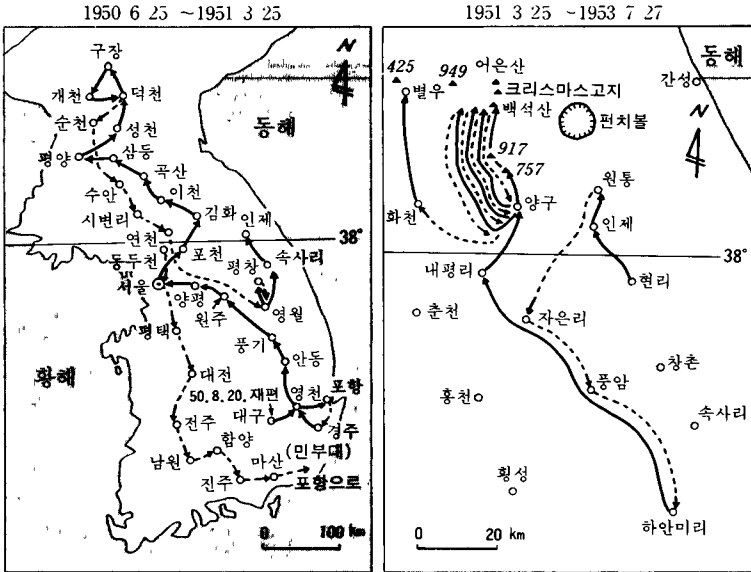 1950 6 25 ~1951 3 25
구장
N
개천
덕천
동해
순천
성천
평양
삼등
곡산
수안
이천
시변리
김화
인제
연천
38°
동두천
포천
평창
속사리
서울
양평
영월
원주
평택
풍기
황해
대전
안동
50.8.20.재편
영천
포항
대구
전주
경주
함양
남원
마산
(민부대)
진주
포항으로
0 100 km
1951 3 25 ~1953 7 27
425
949
어은산
동해
별우
크리스마스고지
간성
백석산
N
펀치볼
917
757
원통
화천
양구
인제
38°
내평리
현리
춘천
자은리
창촌
홍천
풍암
속사리
횡성
하안미리
0 20 km